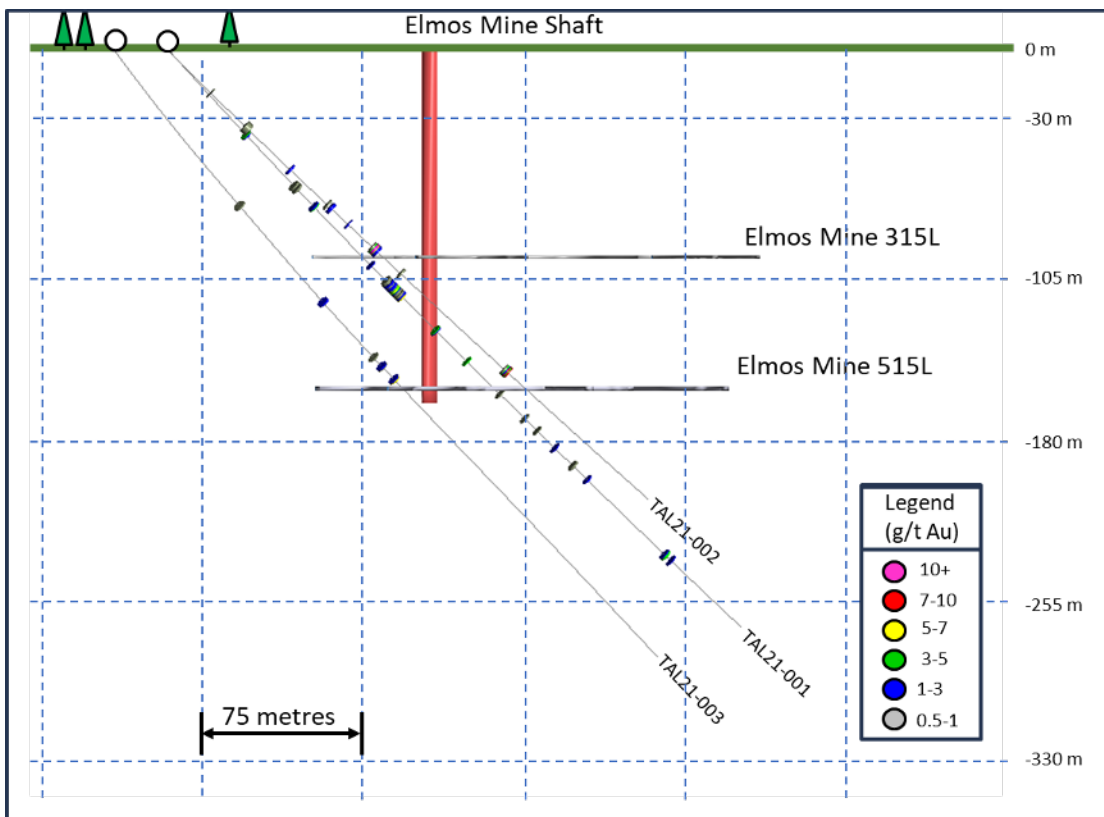 Elmos Mine Shaft
0 m
-30 m
Elmos Mine 315L
-105 m
Elmos Mine 515L
-180 m
TAL21-002
Legend
(g/t Au)
10+
7-10
5-7
3-5
1-3
0.5-1
-255 m
TAL21-001
TAL21-003
75 metres
-330 m